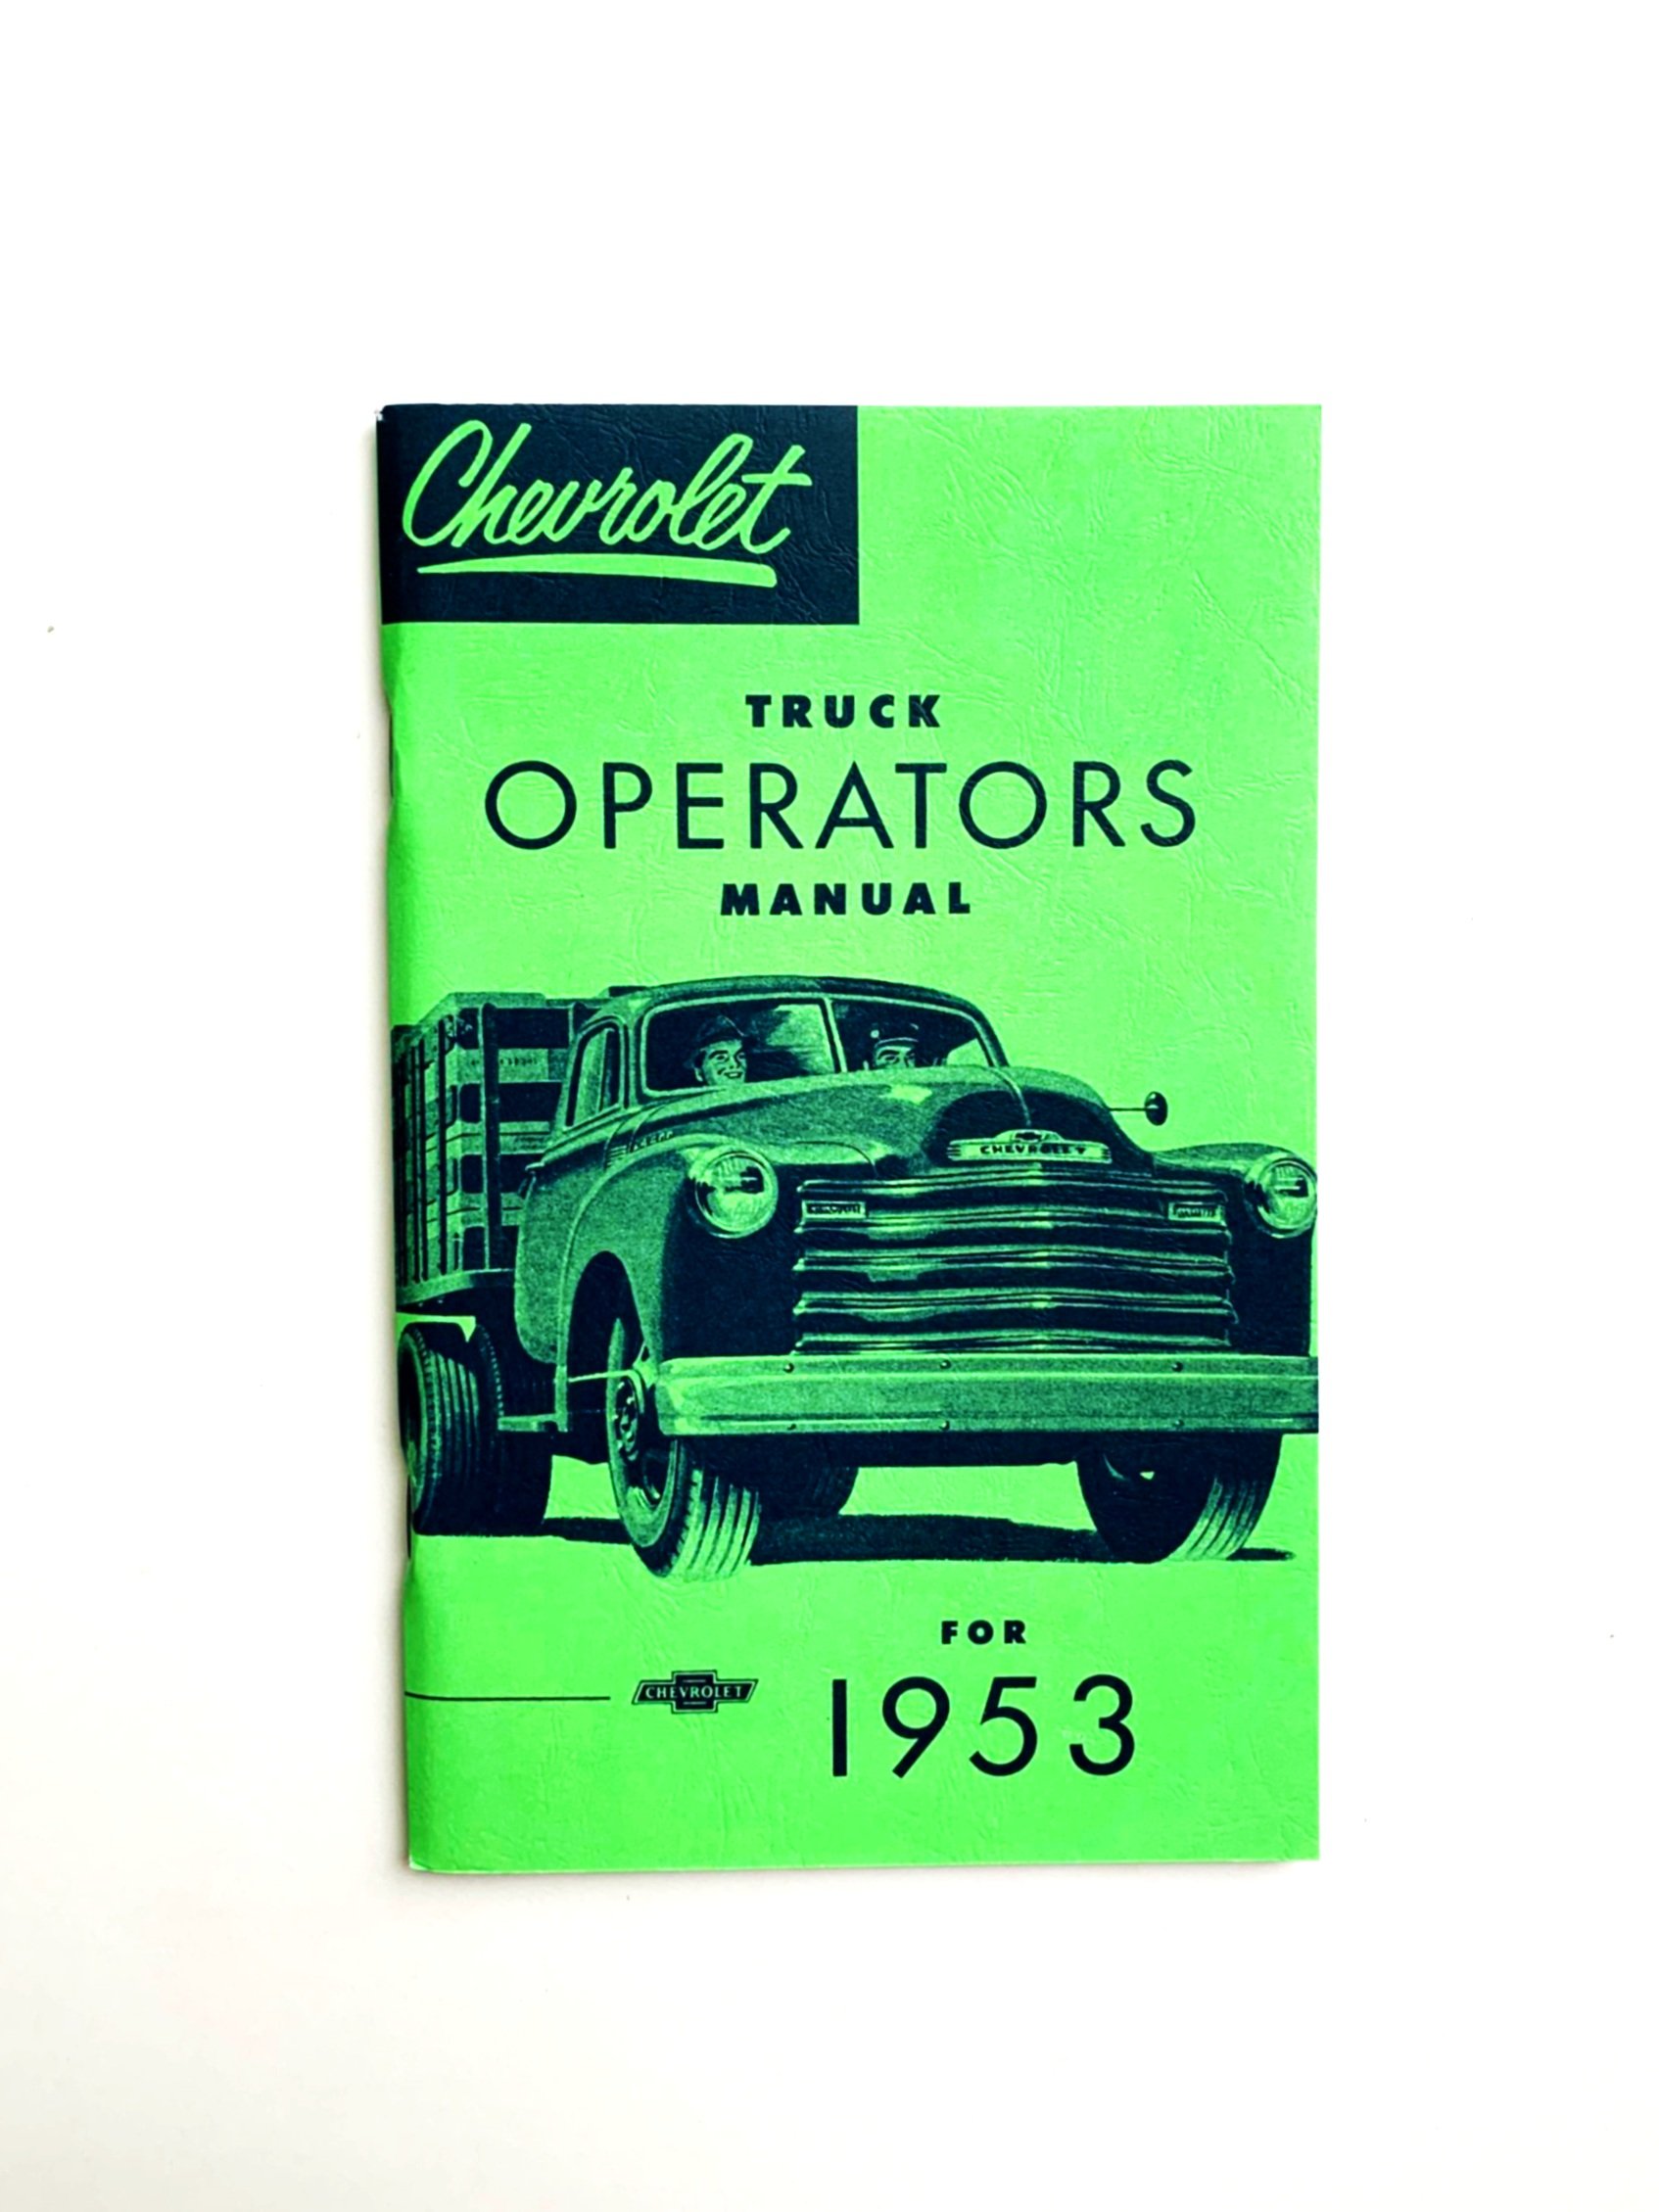 Chevrolet
TRUCK
OPERATORS
MANUAL
CHEVROLET
FOR
CHEVROLET
1953